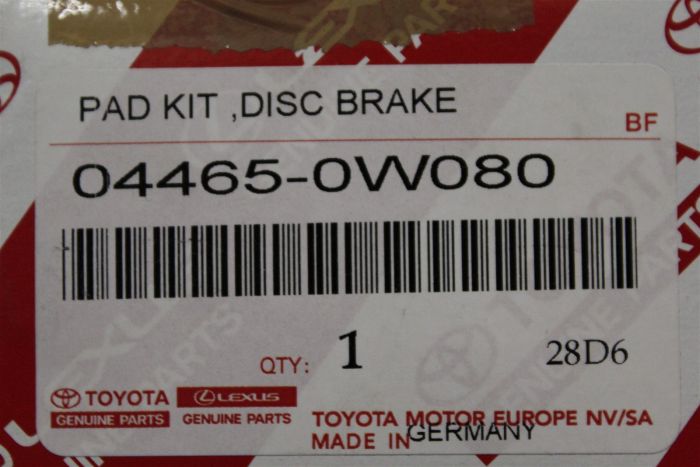 PAD KIT ,DISC BRAKE
BF
04465-0W080
QTY: 1
28D6
TOYOTA
GENUINE PARTS
LEXUS
GENUINE PARTS
TOYOTA MOTOR EUROPE NV/SA
MADE IN GERMANY